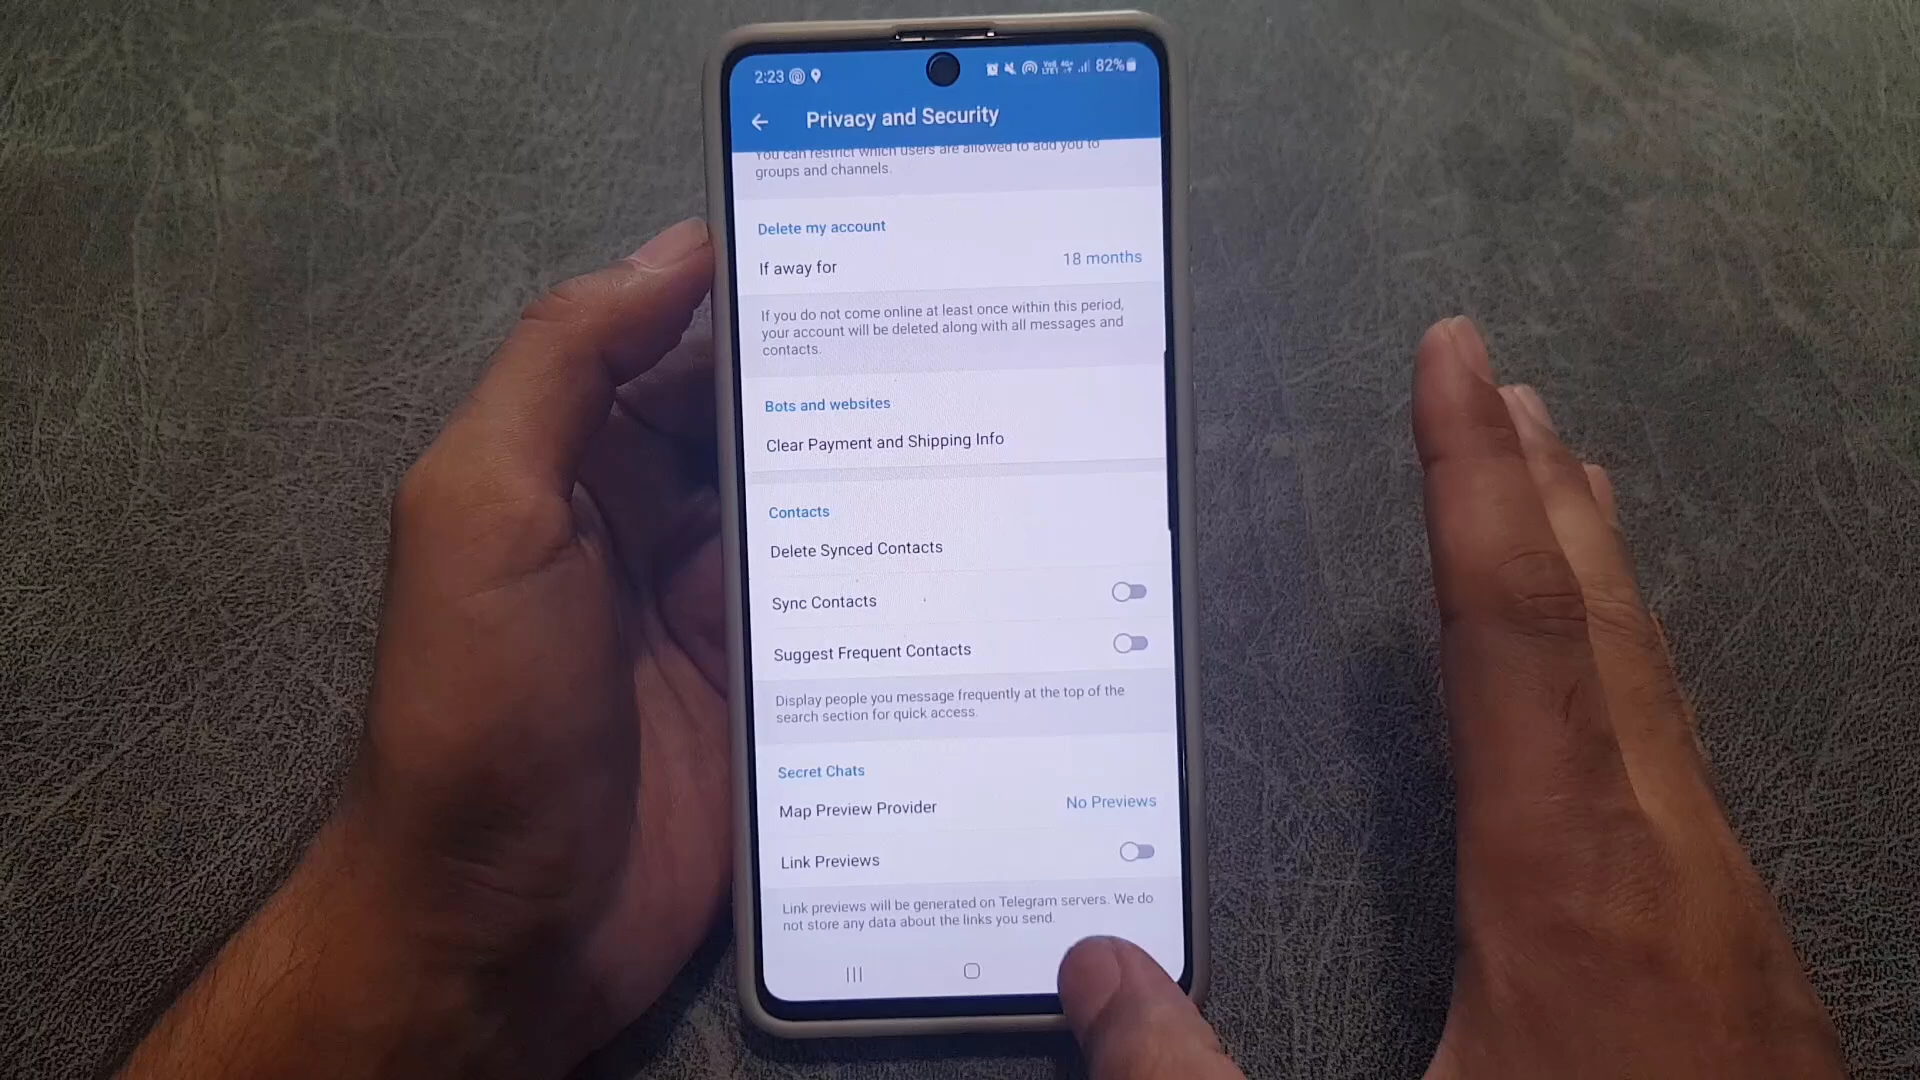 2:23 82%
Privacy and Security
You can restrict which users are allowed to add you to
groups and channels.
Delete my account
If away for 18 months
If you do not come online at least once within this period,
your account will be deleted along with all messages and
contacts.
Bots and websites
Clear Payment and Shipping Info
Contacts
Delete Synced Contacts
Sync Contacts
Suggest Frequent Contacts
Display people you message frequently at the top of the
search section for quick access.
Secret Chats
Map Preview Provider No Previews
Link Previews
Link previews will be generated on Telegram servers. We do
not store any data about the links you send.